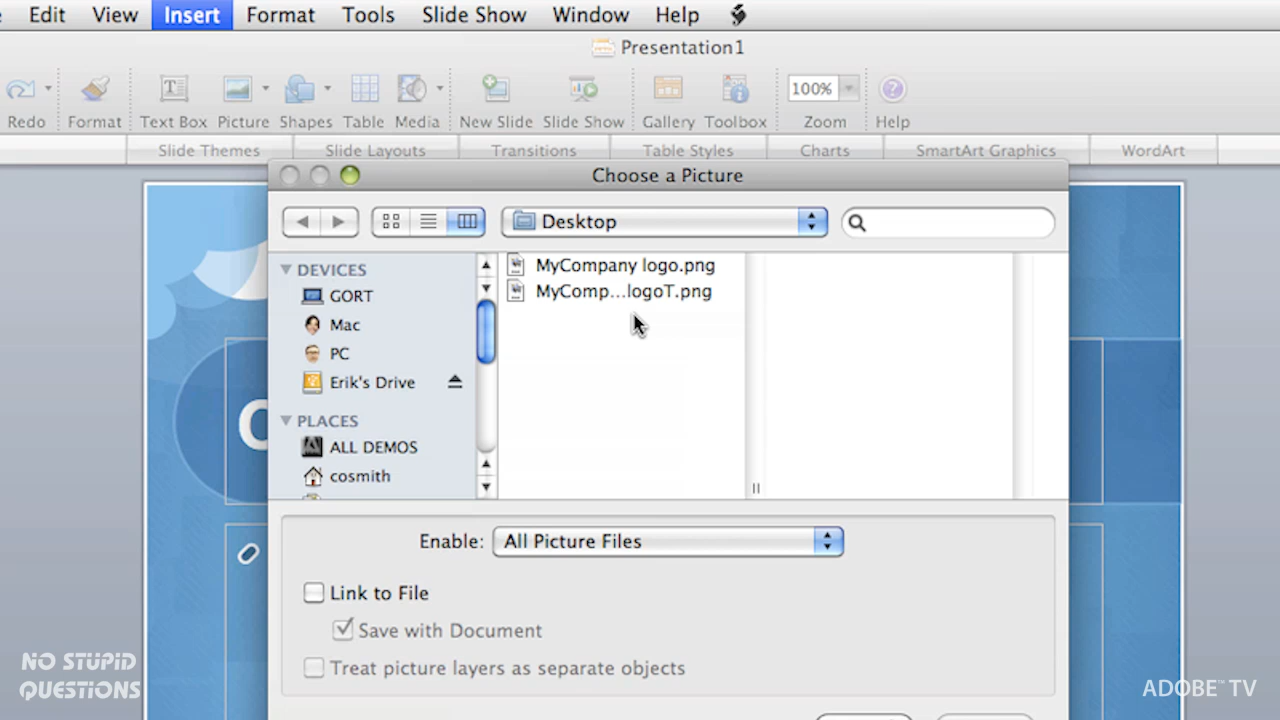 Edit View Insert Format Tools Slide Show Window Help
Presentation1
100%
Redo Format Text Box Picture Shapes Table Media New Slide Slide Show Gallery Toolbox Zoom Help
Slide Themes Slide Layouts Transitions Table Styles Charts SmartArt Graphics WordArt
Choose a Picture
Desktop
DEVICES
GORT
Mac
PC
Erik's Drive
PLACES
ALL DEMOS
cosmith
MyCompany logo.png
MyComp...logoT.png
Enable: All Picture Files
Link to File
Save with Document
Treat picture layers as separate objects
NO STUPID
QUESTIONS
ADOBE™ TV